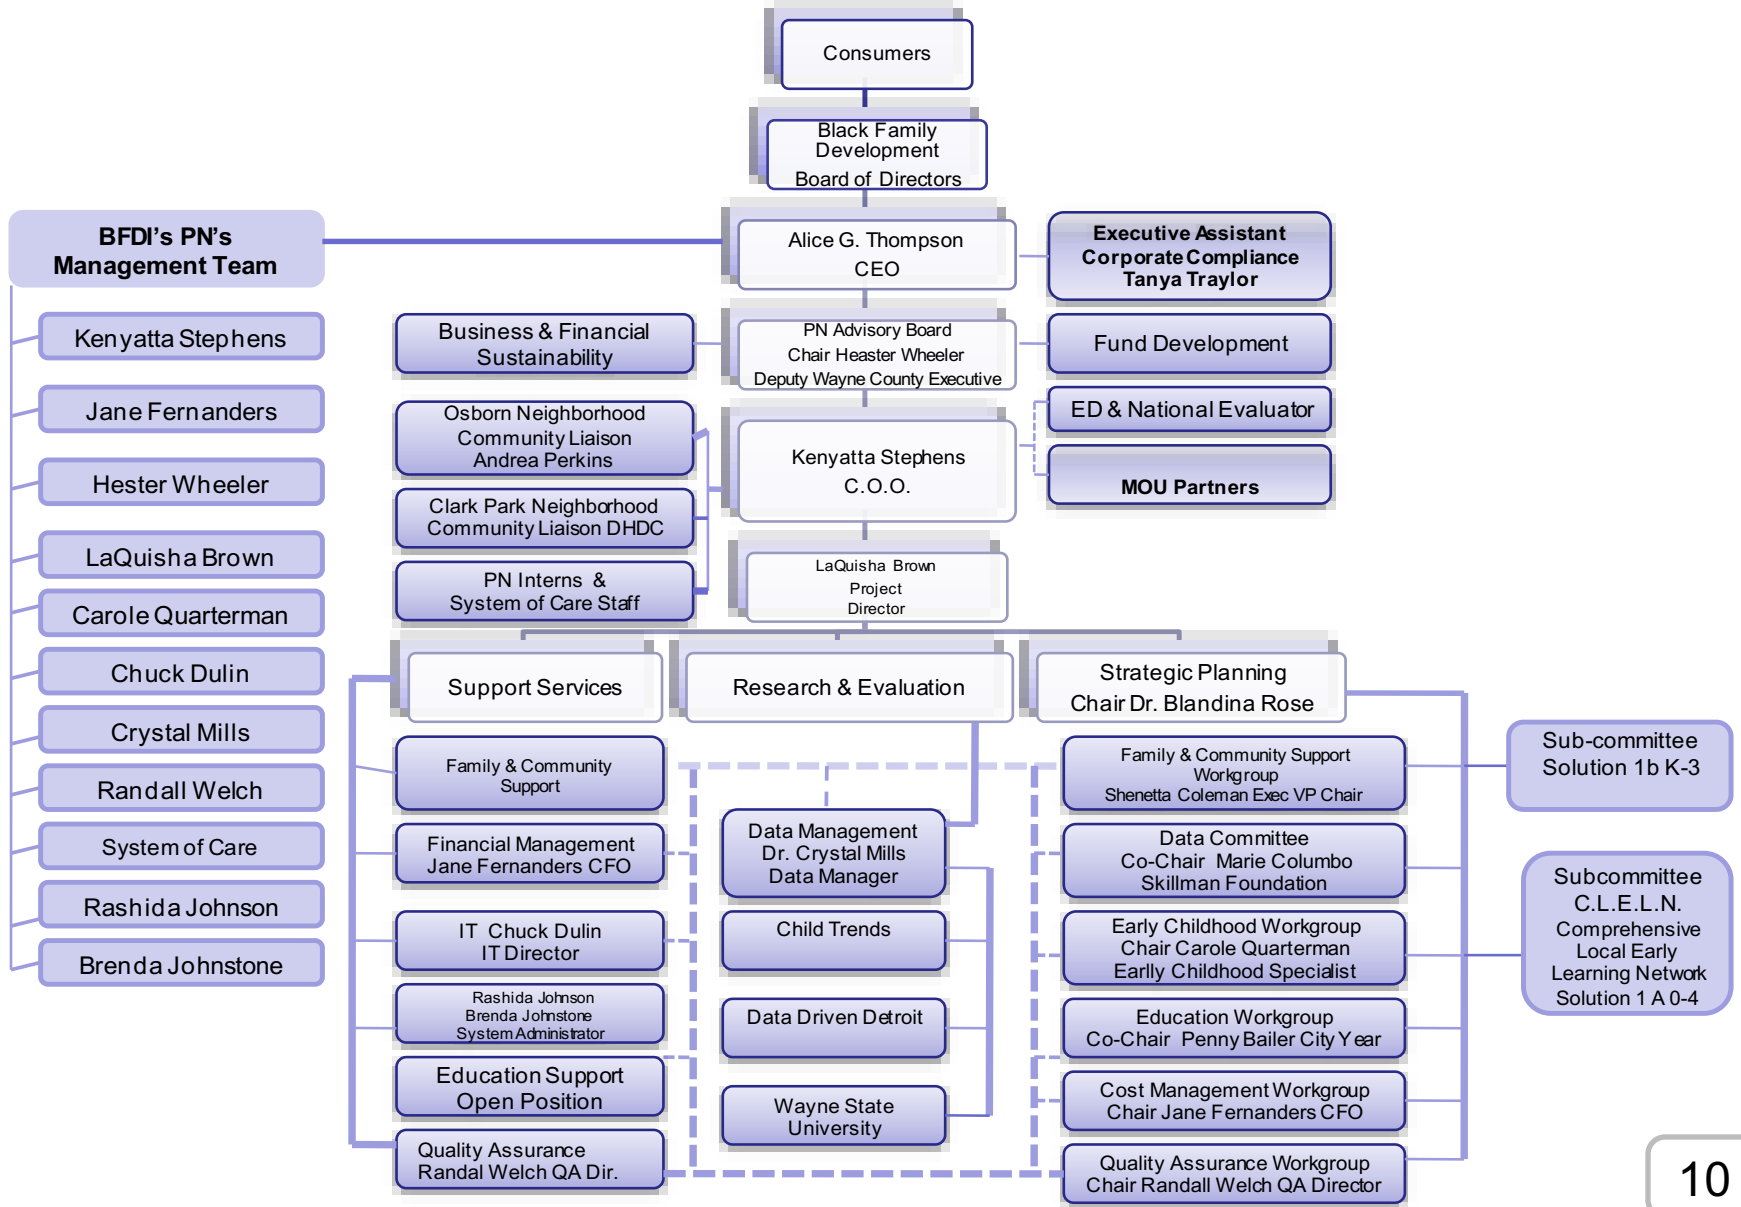 Consumers
Black Family
Development
Board of Directors
BFDI's PN's
Management Team
Kenyatta Stephens
Jane Fernanders
Hester Wheeler
LaQuisha Brown
Carole Quarterman
Chuck Dulin
Crystal Mills
Randall Welch
System of Care
Rashida Johnson
Brenda Johnstone
Alice G. Thompson
CEO
Executive Assistant
Corporate Compliance
Tanya Traylor
Business & Financial
Sustainability
PN Advisory Board
Chair Heaster Wheeler
Deputy Wayne County Executive
Fund Development
Osborn Neighborhood
Community Liaison
Andrea Perkins
Clark Park Neighborhood
Community Liaison DHDC
PN Interns &
System of Care Staff
Kenyatta Stephens
C.O.O.
ED & National Evaluator
MOU Partners
LaQuisha Brown
Project
Director
Support Services
Research & Evaluation
Strategic Planning
Chair Dr. Blandina Rose
Family & Community
Support
Financial Management
Jane Fernanders CFO
IT Chuck Dulin
IT Director
Rashida Johnson
Brenda Johnstone
System Administrator
Education Support
Open Position
Quality Assurance
Randal Welch QA Dir.
Data Management
Dr. Crystal Mills
Data Manager
Child Trends
Data Driven Detroit
Wayne State
University
Family & Community Support
Workgroup
Shenetta Coleman Exec VP Chair
Data Committee
Co-Chair Marie Columbo
Skillman Foundation
Early Childhood Workgroup
Chair Carole Quarterman
Earlly Childhood Specialist
Education Workgroup
Co-Chair Penny Bailer City Year
Cost Management Workgroup
Chair Jane Fernanders CFO
Quality Assurance Workgroup
Chair Randall Welch QA Director
Sub-committee
Solution 1b K-3
Subcommittee
C.L.E.L.N.
Comprehensive
Local Early
Learning Network
Solution 1 A 0-4
10